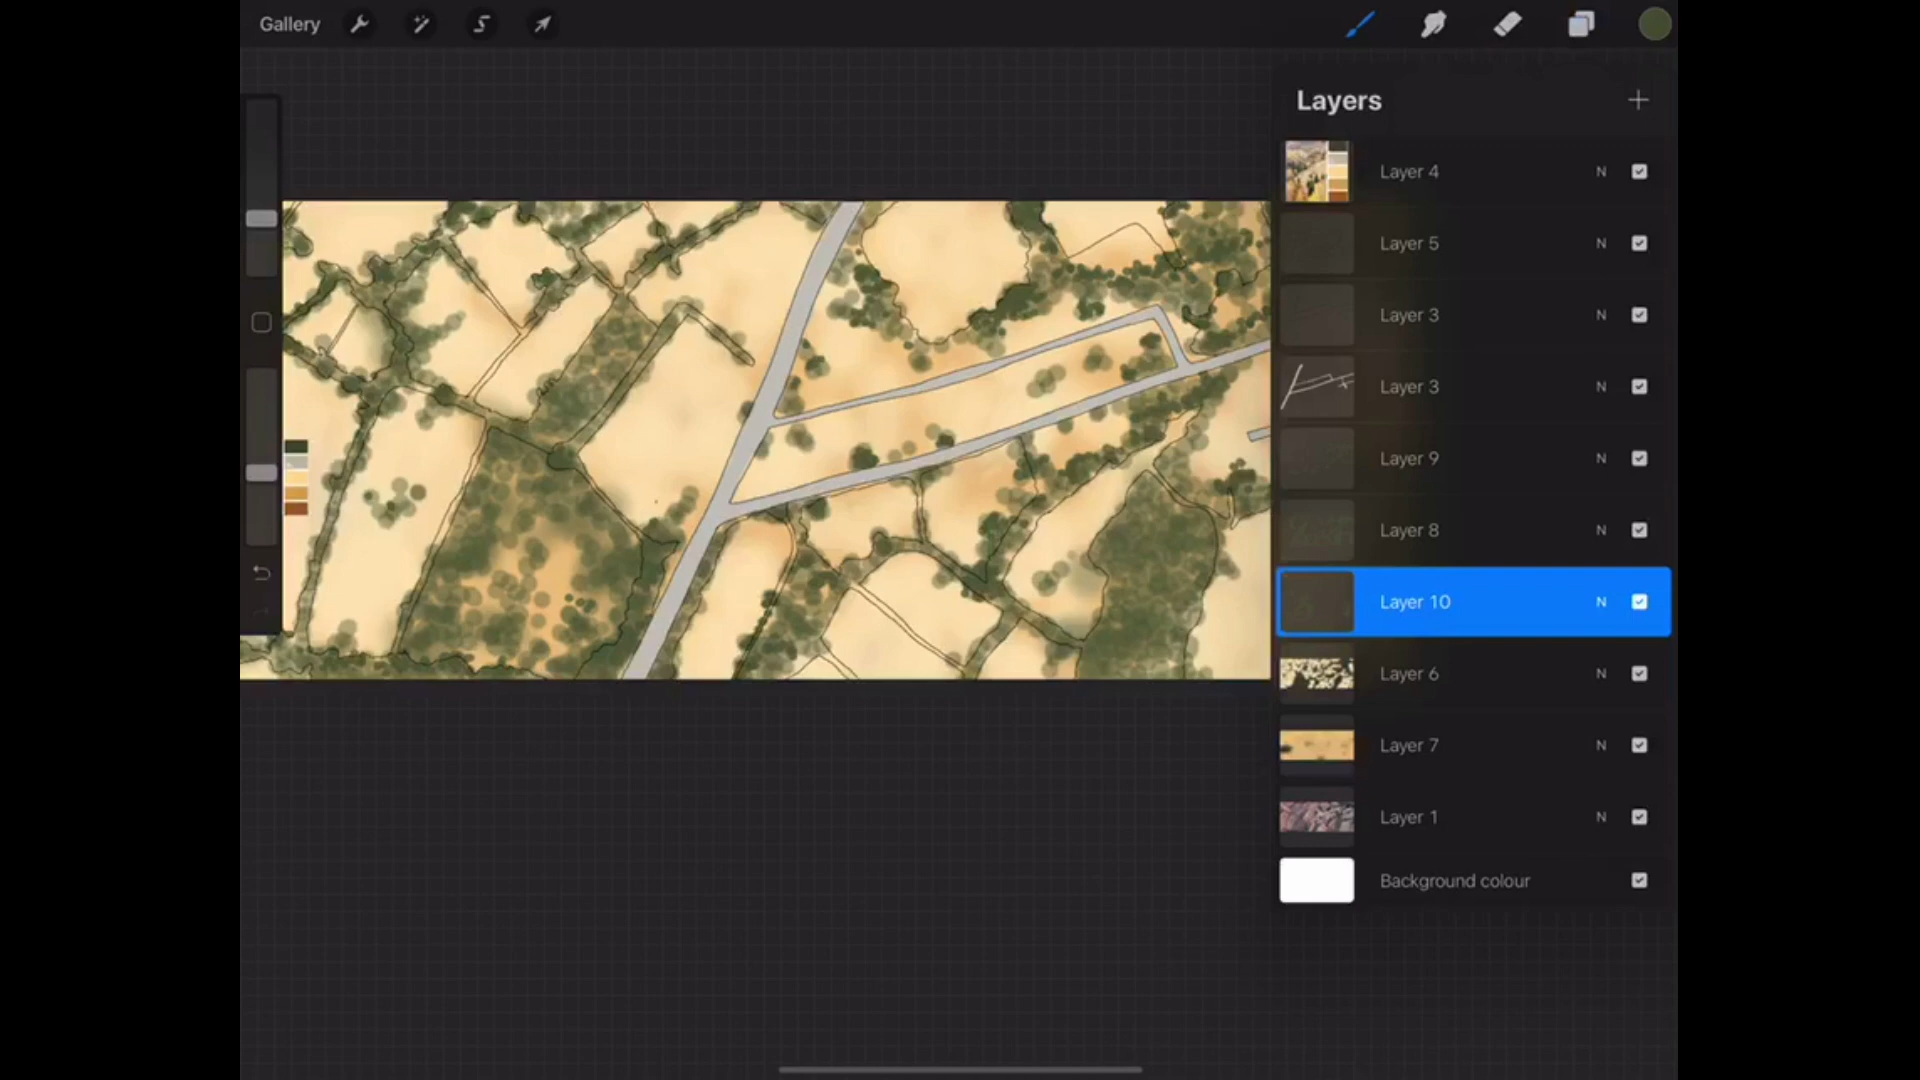 Gallery
Layers
Layer 4 N
Layer 5 N
Layer 3 N
Layer 3 N
Layer 9 N
Layer 8 N
Layer 10 N
Layer 6 N
Layer 7 N
Layer 1 N
Background colour